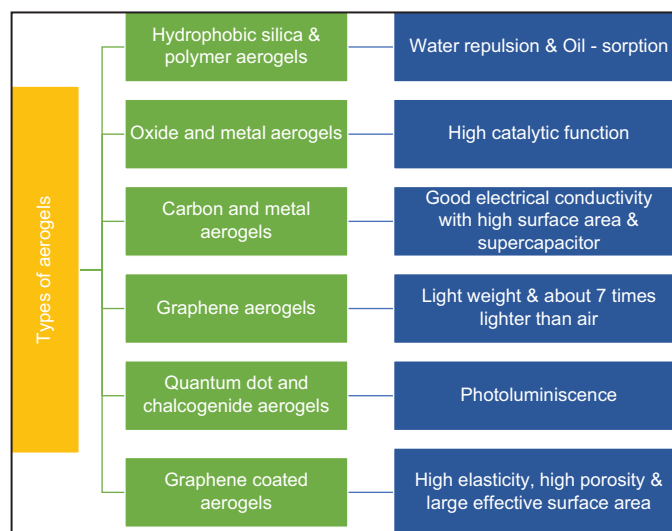 Types of aerogels
Hydrophobic silica &
polymer aerogels
Water repulsion & Oil - sorption
Oxide and metal aerogels
High catalytic function
Carbon and metal
aerogels
Good electrical conductivity
with high surface area &
supercapacitor
Graphene aerogels
Light weight & about 7 times
lighter than air
Quantum dot and
chalcogenide aerogels
Photoluminiscence
Graphene coated
aerogels
High elasticity, high porosity &
large effective surface area